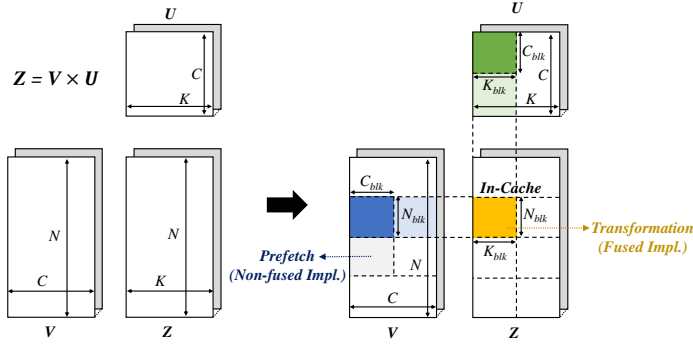 U
C
K
Z = V × U
N
C
V
N
K
Z
U
C_blk
C
K_blk
K
C_blk
N_blk
N
C
V
In-Cache
N_blk
K_blk
Z
Prefetch
(Non-fused Impl.)
Transformation
(Fused Impl.)